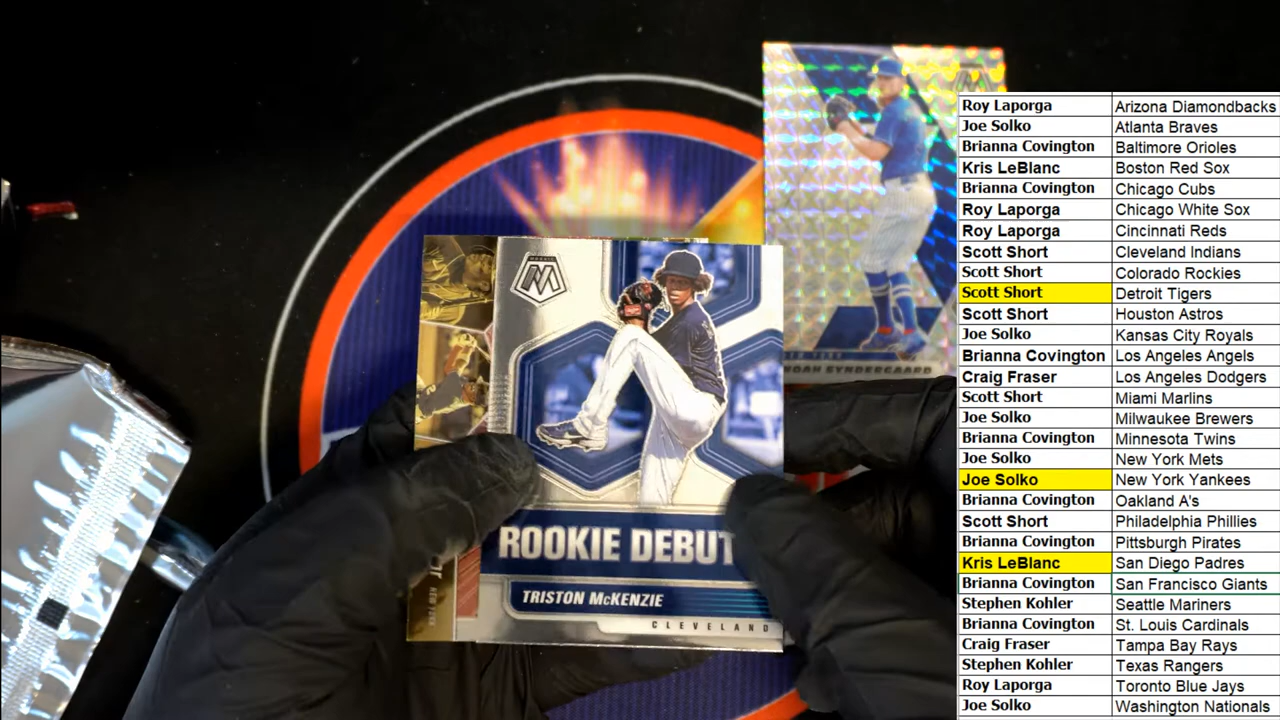 NOAH SYNDERGAARD
ROOKIE DEBUT
TRISTON McKENZIE
CLEVELAND
NEW YORK
Roy Laporga Arizona Diamondbacks
Joe Solko Atlanta Braves
Brianna Covington Baltimore Orioles
Kris LeBlanc Boston Red Sox
Brianna Covington Chicago Cubs
Roy Laporga Chicago White Sox
Roy Laporga Cincinnati Reds
Scott Short Cleveland Indians
Scott Short Colorado Rockies
Scott Short Detroit Tigers
Scott Short Houston Astros
Joe Solko Kansas City Royals
Brianna Covington Los Angeles Angels
Craig Fraser Los Angeles Dodgers
Scott Short Miami Marlins
Joe Solko Milwaukee Brewers
Brianna Covington Minnesota Twins
Joe Solko New York Mets
Joe Solko New York Yankees
Brianna Covington Oakland A's
Scott Short Philadelphia Phillies
Brianna Covington Pittsburgh Pirates
Kris LeBlanc San Diego Padres
Brianna Covington San Francisco Giants
Stephen Kohler Seattle Mariners
Brianna Covington St. Louis Cardinals
Craig Fraser Tampa Bay Rays
Stephen Kohler Texas Rangers
Roy Laporga Toronto Blue Jays
Joe Solko Washington Nationals